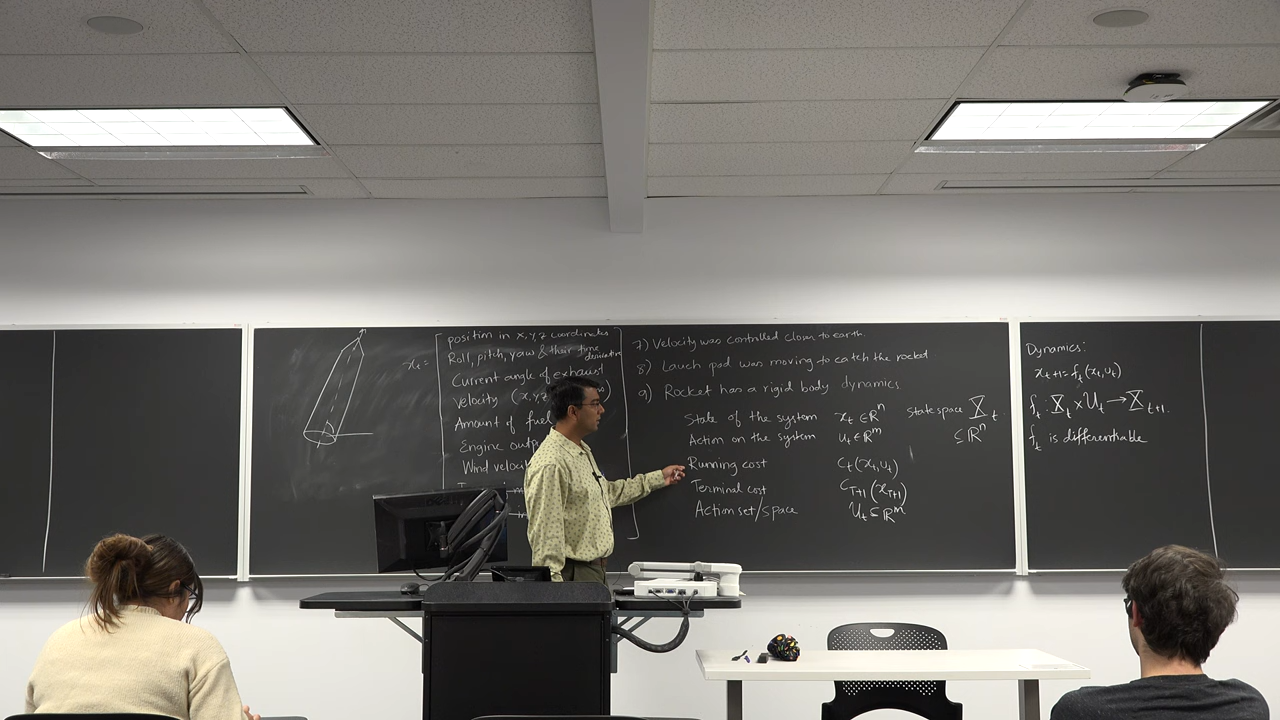 xₜ =
position in x, y, z coordinates
Roll, pitch, yaw & their time derivative
Current angle of exhaust
velocity (x, y, z
Amount of fuel
Engine outp
Wind veloci
7) Velocity was controlled closer to earth.
8) Lauch pad was moving to catch the rocket
9) Rocket has a rigid body dynamics
State of the system xₜ ∈ ℝⁿ state space 𝕏ₜ ⊆ ℝⁿ
Action on the system uₜ ∈ ℝᵐ
Running cost Cₜ(xₜ, uₜ)
Terminal cost C_{T+1}(x_{T+1})
Action set/space Uₜ ⊆ ℝᵐ
Dynamics:
xₜ₊₁ = fₜ(xₜ, uₜ)
fₜ : 𝕏ₜ × Uₜ → 𝕏ₜ₊₁.
fₜ is differentiable